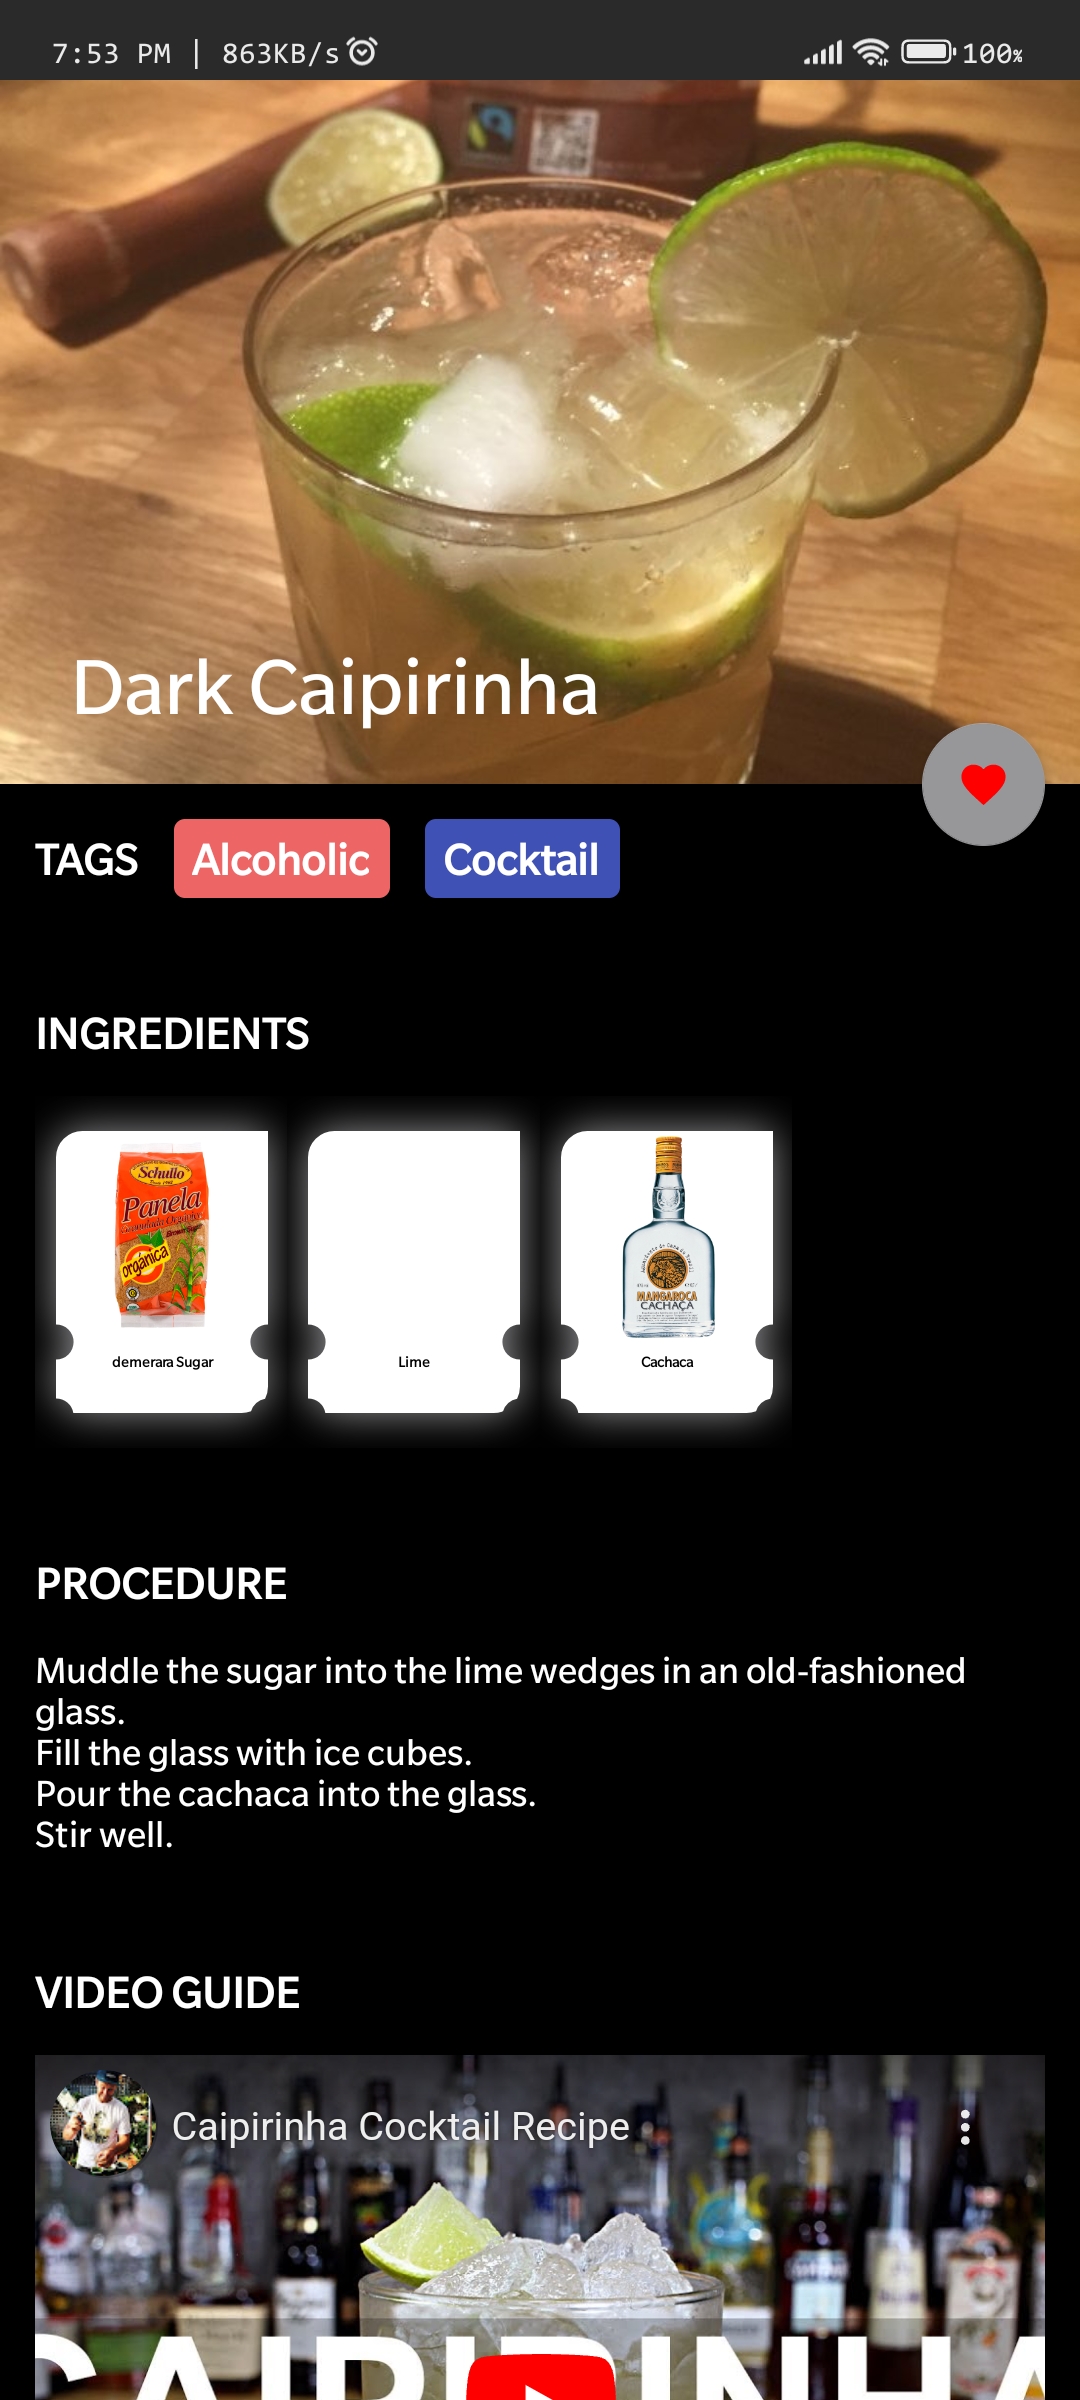 7:53 PM | 863KB/s
100%
Dark Caipirinha
TAGS
Alcoholic
Cocktail
INGREDIENTS
Schullo
Panela
orgánica
MANGAROCA
CACHAÇA
demerara Sugar
Lime
Cachaca
PROCEDURE
Muddle the sugar into the lime wedges in an old-fashioned
glass.
Fill the glass with ice cubes.
Pour the cachaca into the glass.
Stir well.
VIDEO GUIDE
Caipirinha Cocktail Recipe
CAIPIRINHA